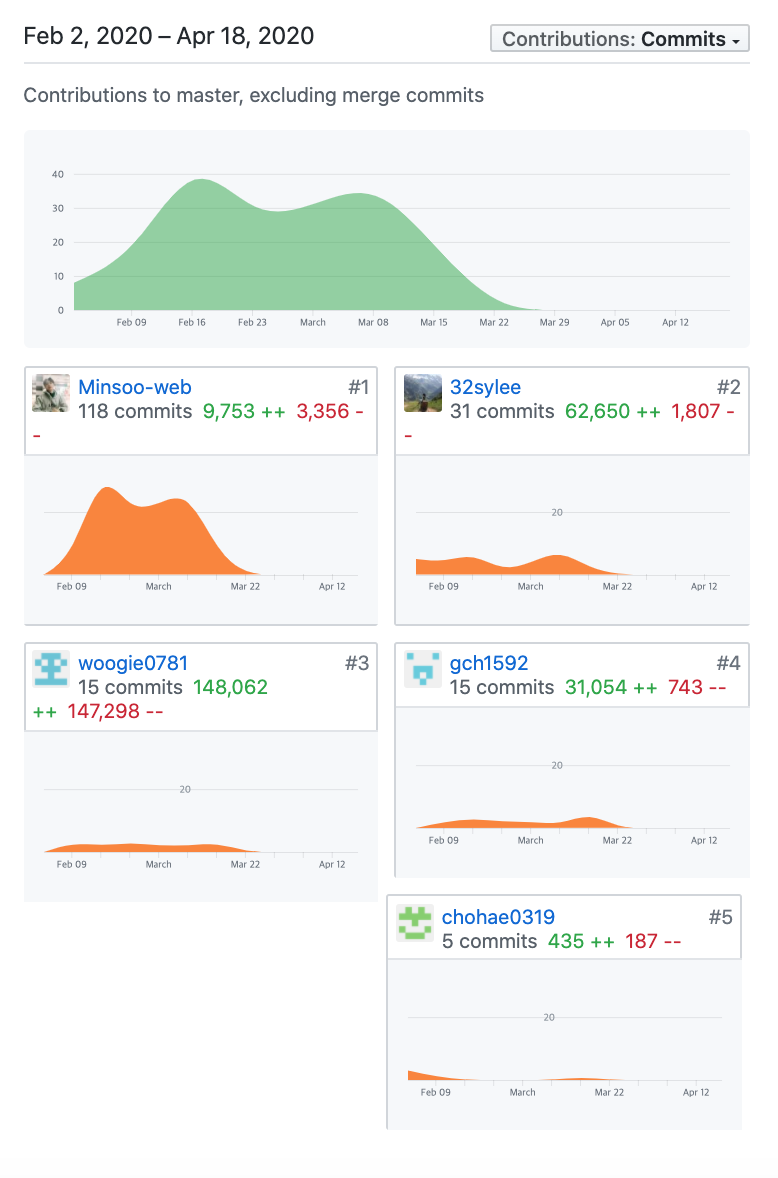 Feb 2, 2020 – Apr 18, 2020
Contributions: Commits
Contributions to master, excluding merge commits
40
30
20
10
0
Feb 09 Feb 16 Feb 23 March Mar 08 Mar 15 Mar 22 Mar 29 Apr 05 Apr 12
Minsoo-web #1
118 commits 9,753 ++ 3,356 -
-
Feb 09 March Mar 22 Apr 12
32sylee #2
31 commits 62,650 ++ 1,807 -
-
20
Feb 09 March Mar 22 Apr 12
woogie0781 #3
15 commits 148,062
++ 147,298 --
20
Feb 09 March Mar 22 Apr 12
gch1592 #4
15 commits 31,054 ++ 743 --
20
Feb 09 March Mar 22 Apr 12
chohae0319 #5
5 commits 435 ++ 187 --
20
Feb 09 March Mar 22 Apr 12